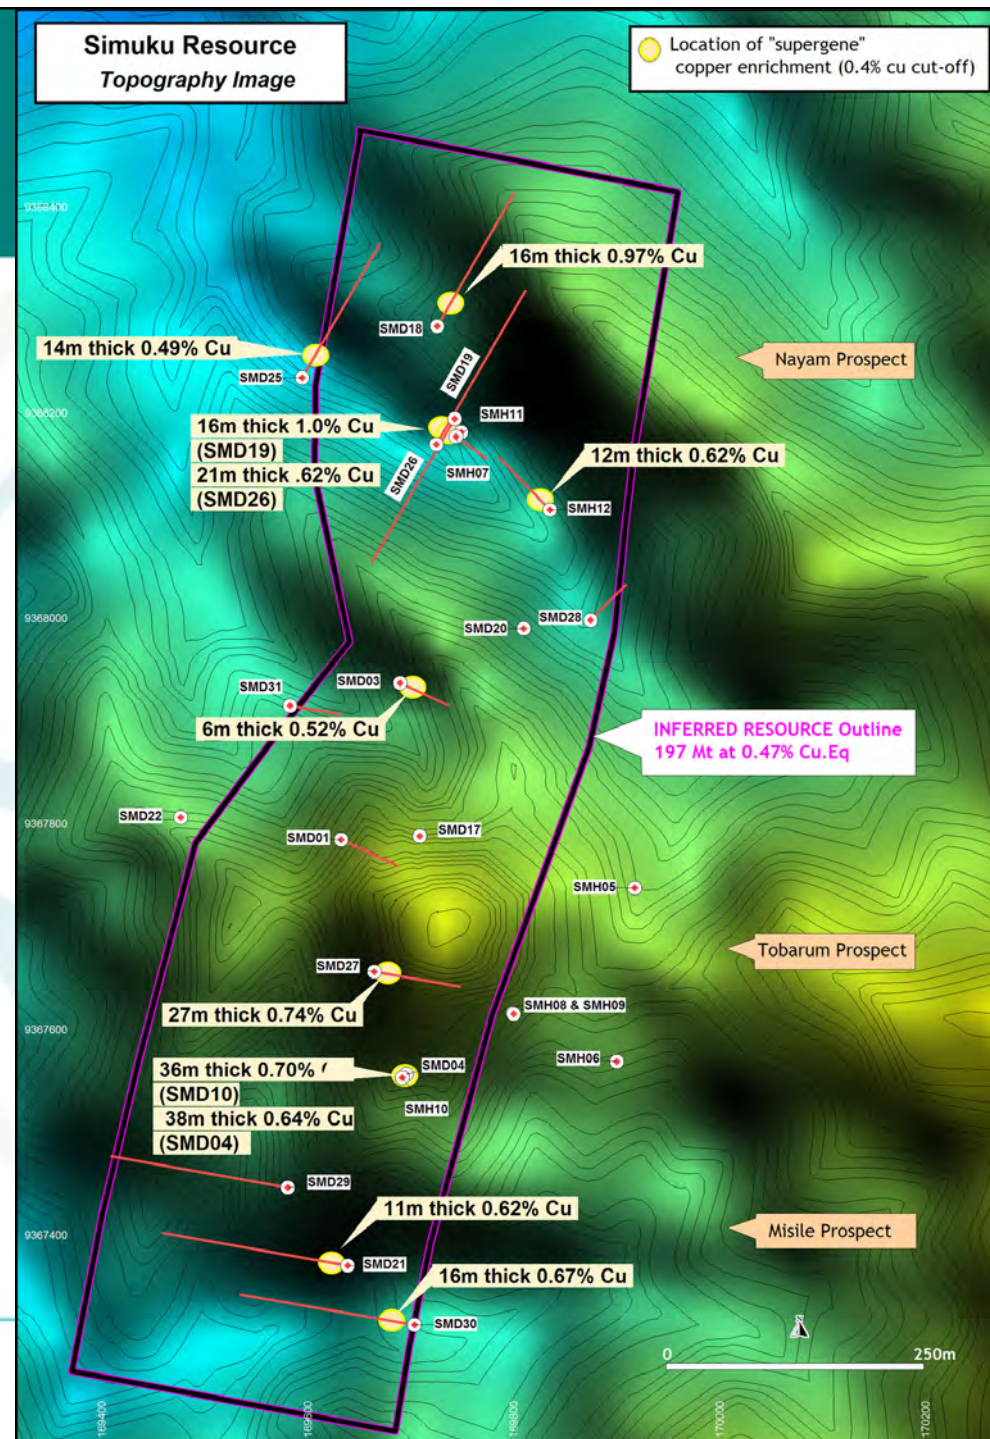 Simuku Resource
Topography Image
Location of "supergene"
copper enrichment (0.4% cu cut-off)
9368400
16m thick 0.97% Cu
SMD18
14m thick 0.49% Cu
Nayam Prospect
SMD25
SMD19
9368200
SMH11
16m thick 1.0% Cu
(SMD19)
21m thick .62% Cu
(SMD26)
SMD26
SMH07
12m thick 0.62% Cu
SMH12
9368000
SMD28
SMD20
SMD03
SMD31
6m thick 0.52% Cu
INFERRED RESOURCE Outline
197 Mt at 0.47% Cu.Eq
9367800
SMD22
SMD01
SMD17
SMH05
Tobarum Prospect
SMD27
27m thick 0.74% Cu
SMH08 & SMH09
9367600
SMH06
36m thick 0.70%
(SMD10)
38m thick 0.64% Cu
(SMD04)
SMD04
SMH10
SMD29
11m thick 0.62% Cu
9367400
Misile Prospect
SMD21
16m thick 0.67% Cu
SMD30
0 250m
169400
169600
169800
170000
170200